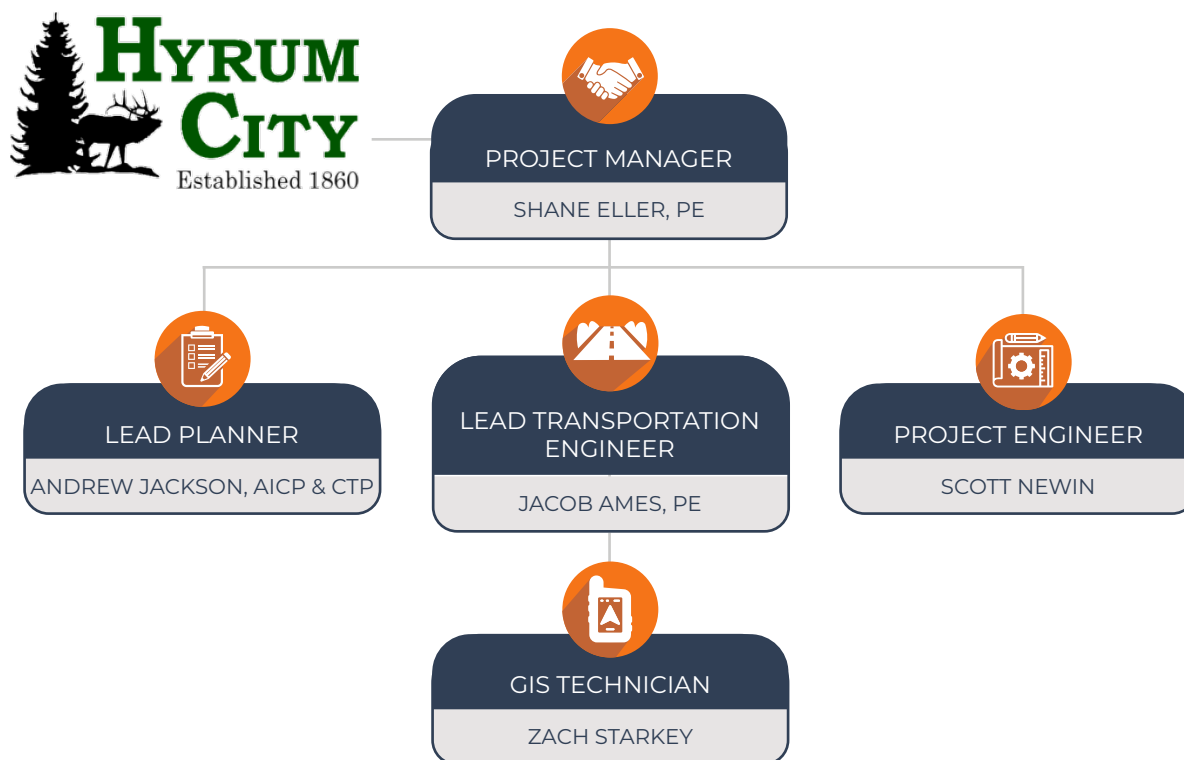 HYRUM
CITY
Established 1860
PROJECT MANAGER
SHANE ELLER, PE
LEAD PLANNER
ANDREW JACKSON, AICP & CTP
LEAD TRANSPORTATION
ENGINEER
JACOB AMES, PE
PROJECT ENGINEER
SCOTT NEWIN
GIS TECHNICIAN
ZACH STARKEY